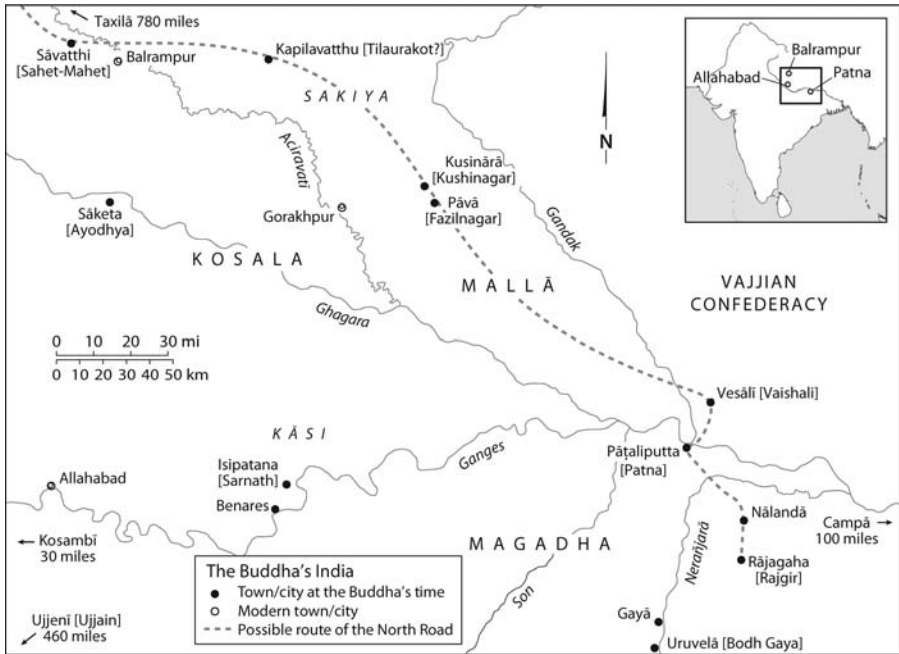 Taxilā 780 miles
Sāvatthi
[Sahet-Mahet]
Balrampur
Kapilavatthu [Tilaurakot?]
SAKIYA
Aciravati
Kusinārā
[Kushinagar]
Pāvā
[Fazilnagar]
Gorakhpur
Sāketa
[Ayodhya]
KOSALA
Ghagara
MALLĀ
Gandak
N
Balrampur
Allahabad
Patna
VAJJIAN
CONFEDERACY
0 10 20 30 mi
0 10 20 30 40 50 km
Vesālī [Vaishali]
KĀSI
Ganges
Pāṭaliputta
[Patna]
Allahabad
Isipatana
[Sarnath]
Benares
Kosambī
30 miles
Ujjenī [Ujjain]
460 miles
MAGADHA
Son
Nerañjarā
Nālandā
Rājagaha
[Rajgir]
Campā
100 miles
Gayā
Uruvelā [Bodh Gaya]
The Buddha's India
Town/city at the Buddha's time
Modern town/city
Possible route of the North Road